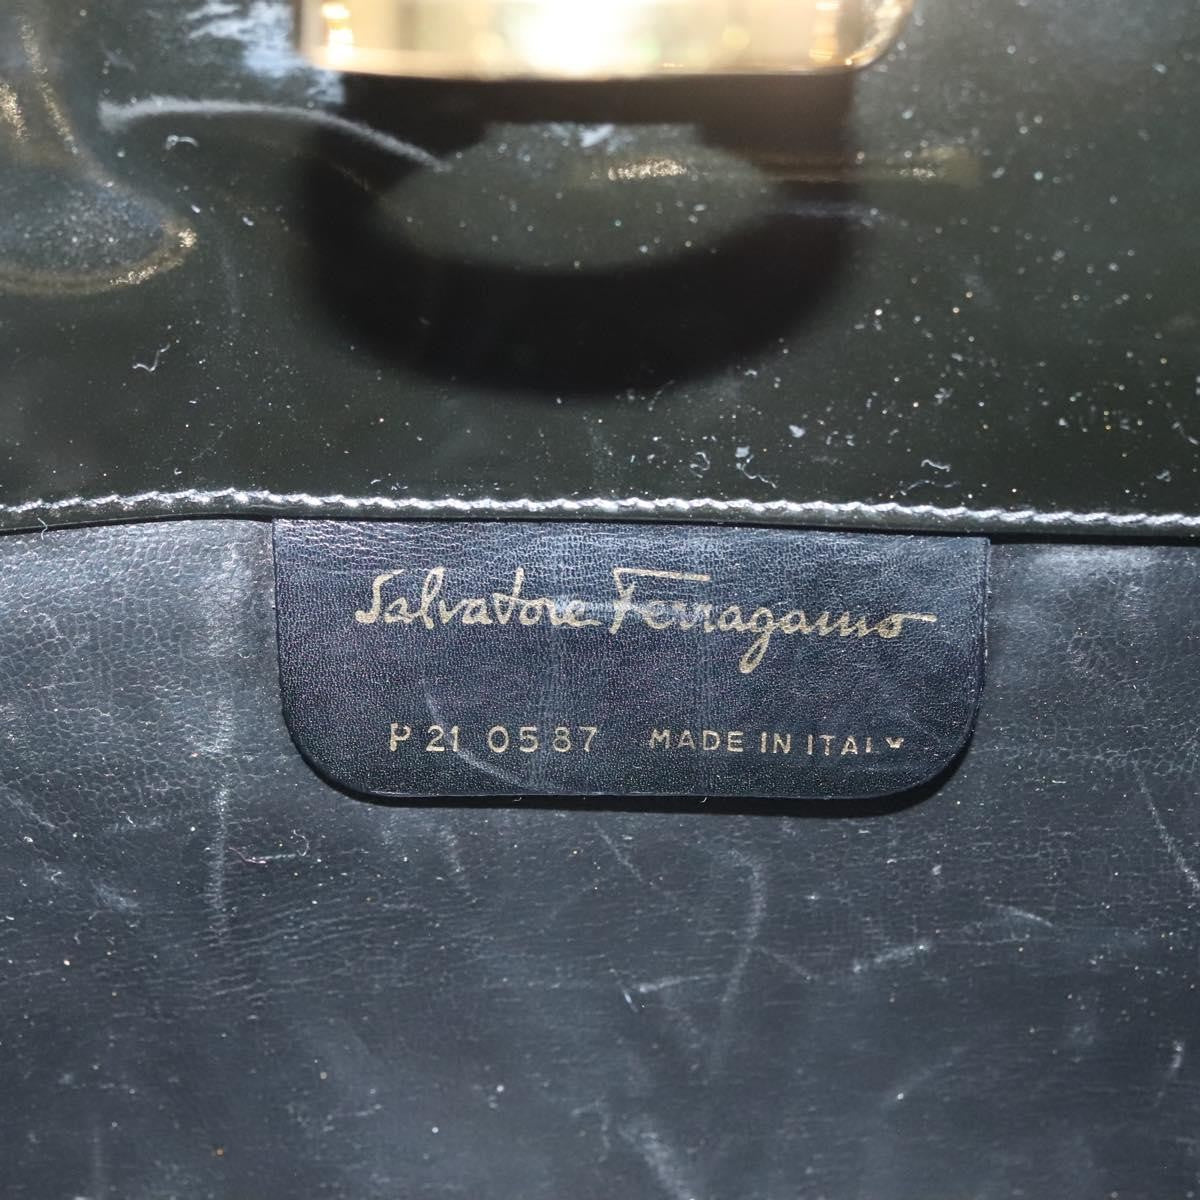 Salvatore Ferragamo
P 21 0587 MADE IN ITALY